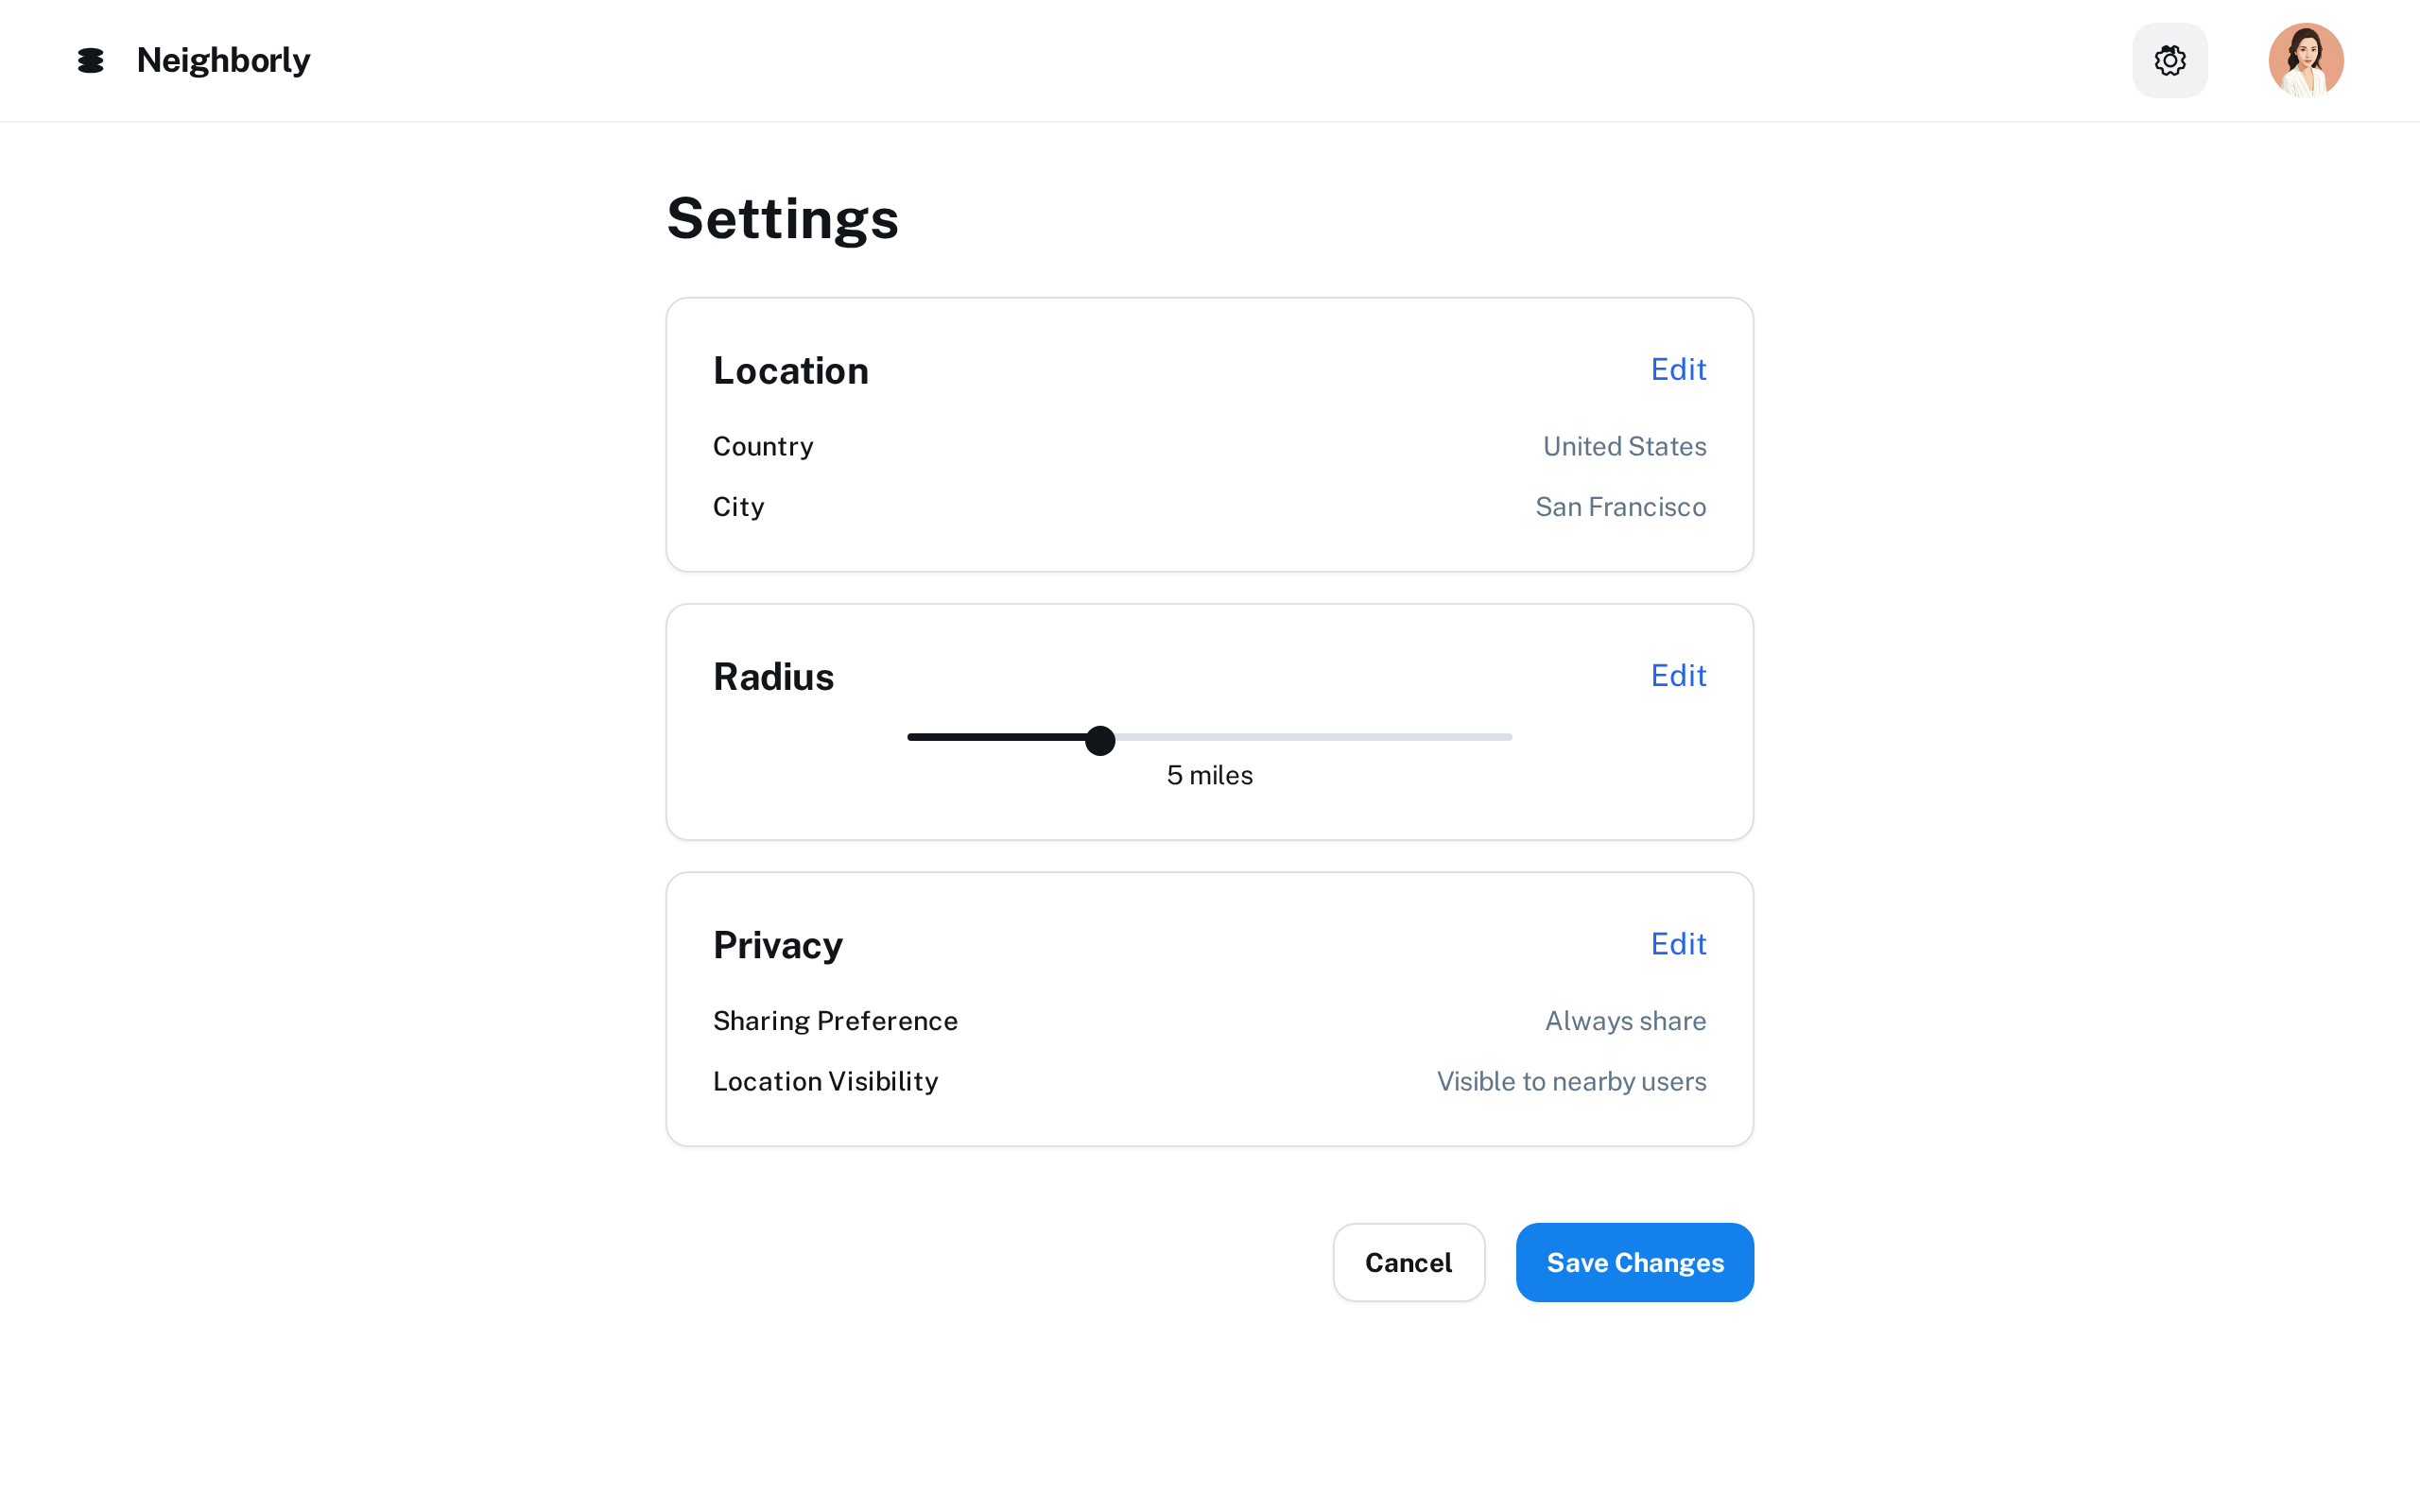 Neighborly
Settings
Location
Edit
Country
United States
City
San Francisco
Radius
Edit
5 miles
Privacy
Edit
Sharing Preference
Always share
Location Visibility
Visible to nearby users
Cancel
Save Changes